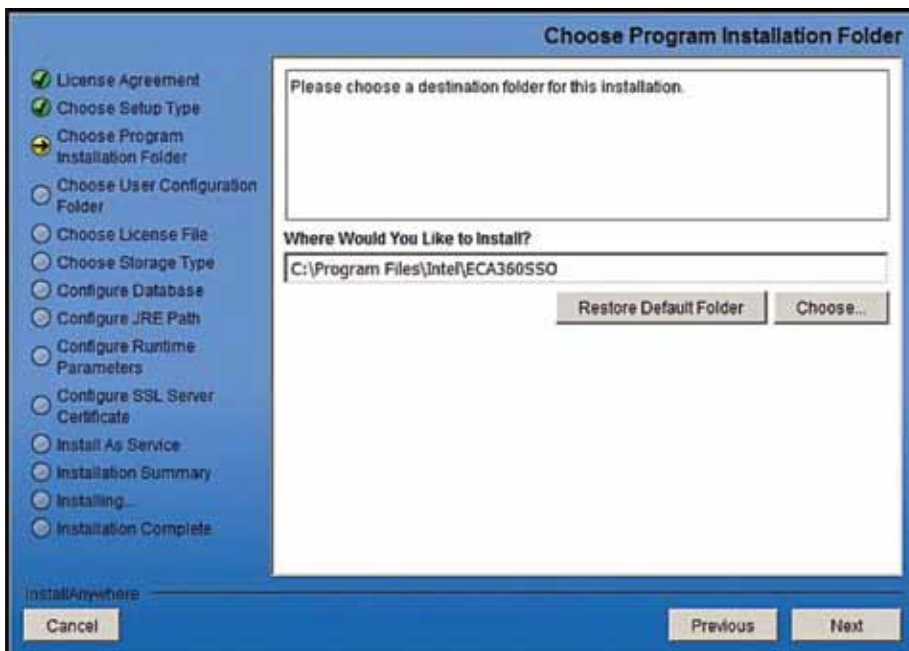 Choose Program Installation Folder
License Agreement
Choose Setup Type
Choose Program
Installation Folder
Choose User Configuration
Folder
Choose License File
Choose Storage Type
Configure Database
Configure JRE Path
Configure Runtime
Parameters
Configure SSL Server
Certificate
Install As Service
Installation Summary
Installing...
Installation Complete
Please choose a destination folder for this installation.
Where Would You Like to Install?
C:\Program Files\Intel\ECA360SSO
Restore Default Folder
Choose...
InstallAnywhere
Cancel
Previous
Next